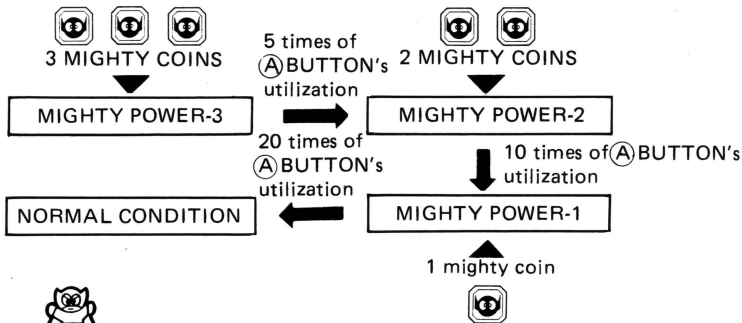 3 MIGHTY COINS
MIGHTY POWER-3
5 times of
Ⓐ BUTTON's
utilization
2 MIGHTY COINS
MIGHTY POWER-2
10 times of Ⓐ BUTTON's
utilization
MIGHTY POWER-1
1 mighty coin
20 times of
Ⓐ BUTTON's
utilization
NORMAL CONDITION